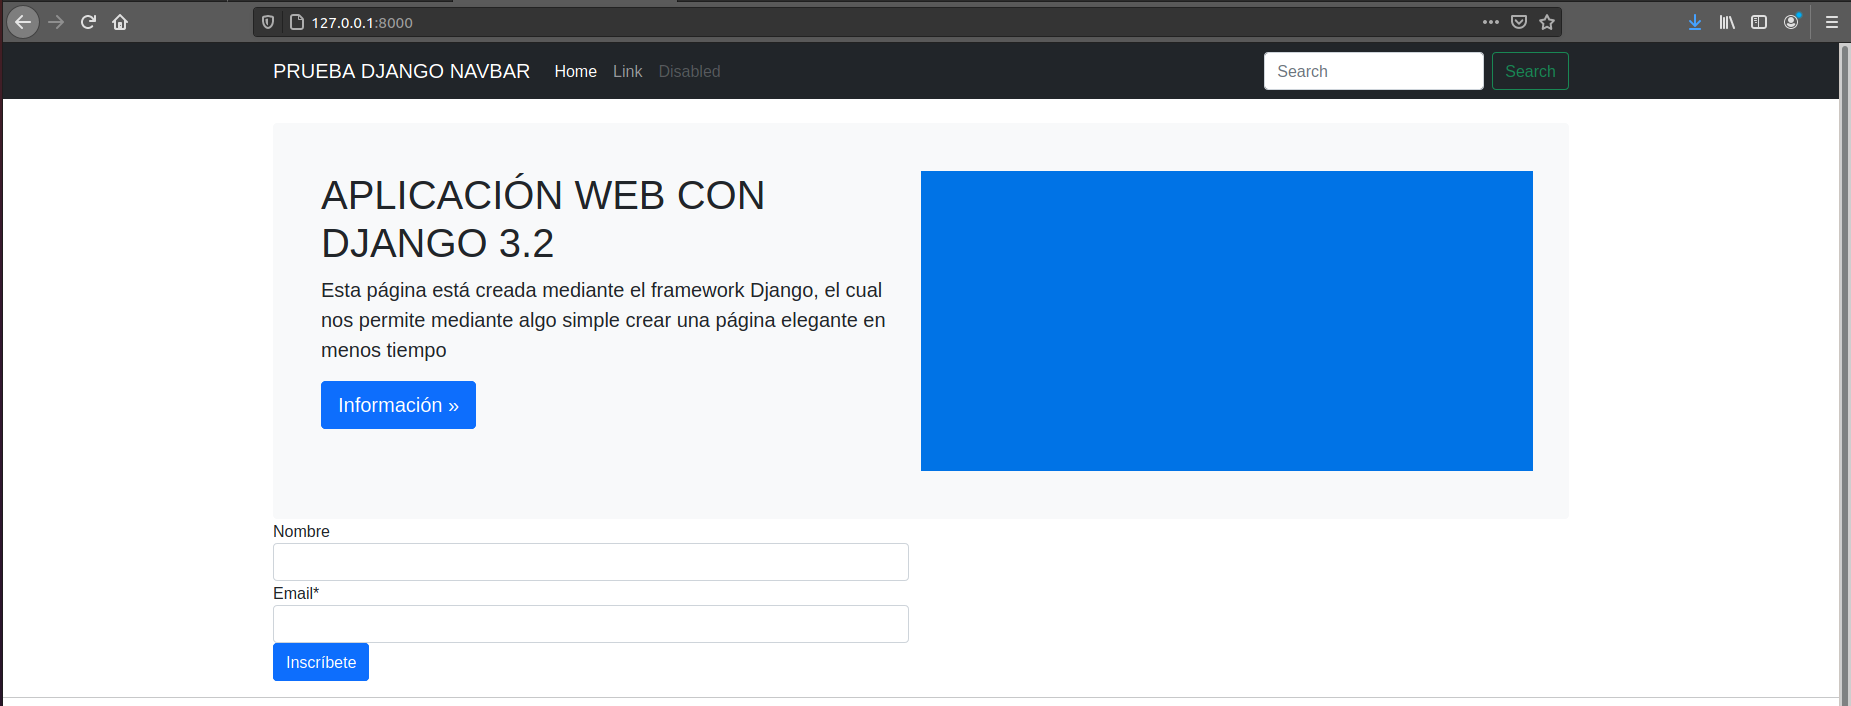 127.0.0.1:8000
PRUEBA DJANGO NAVBAR Home Link Disabled Search Search
APLICACIÓN WEB CON
DJANGO 3.2
Esta página está creada mediante el framework Django, el cual
nos permite mediante algo simple crear una página elegante en
menos tiempo
Información »
Nombre
Email*
Inscríbete